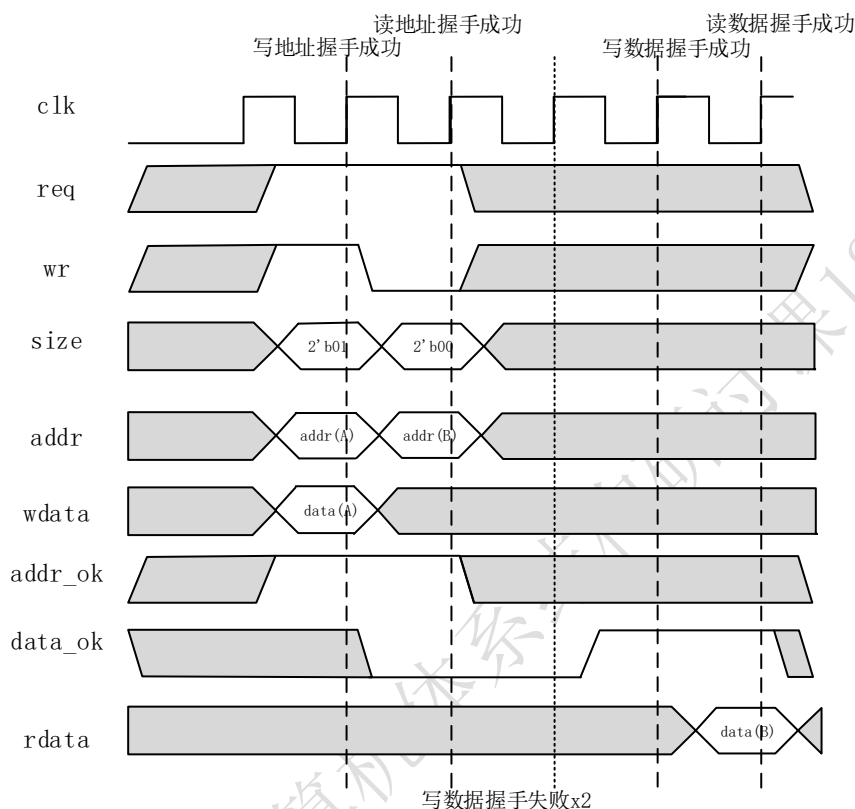 读地址握手成功
读数据握手成功
写地址握手成功
写数据握手成功
clk
req
wr
size
2'b01
2'b00
addr
addr(A)
addr(B)
wdata
data(A)
addr_ok
data_ok
rdata
data(B)
写数据握手失败x2